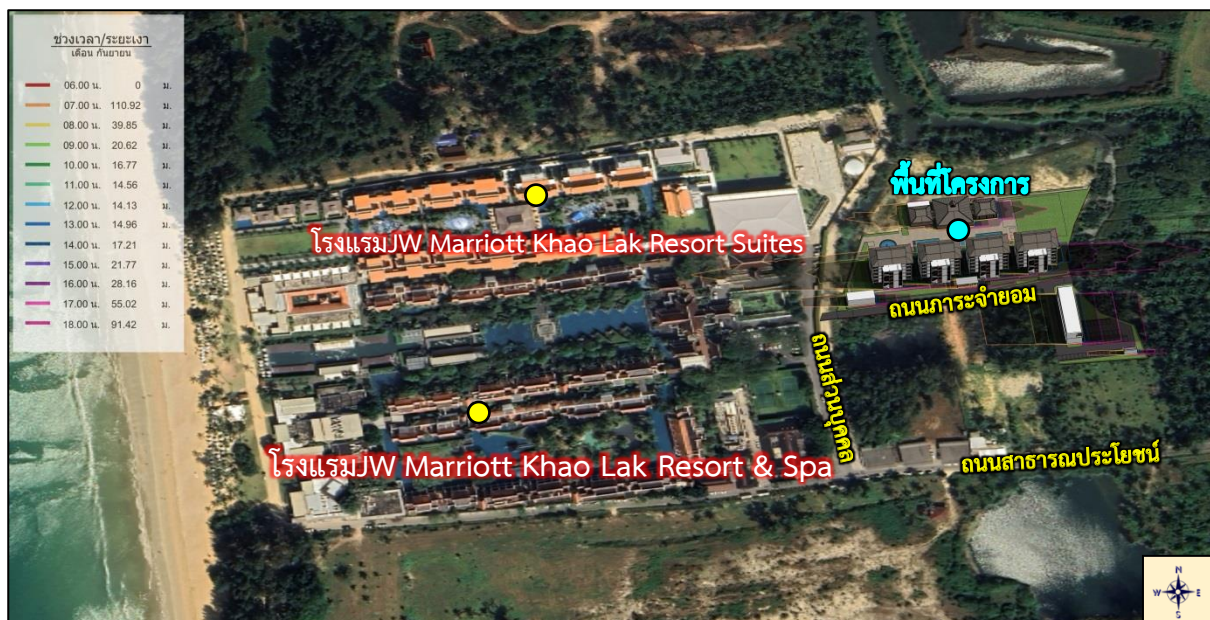 ช่วงเวลา/ระยะเงา
เดือน กันยายน
06.00 น. 0 ม.
07.00 น. 110.92 ม.
08.00 น. 39.85 ม.
09.00 น. 20.62 ม.
10.00 น. 16.77 ม.
11.00 น. 14.56 ม.
12.00 น. 14.13 ม.
13.00 น. 14.96 ม.
14.00 น. 17.21 ม.
15.00 น. 21.77 ม.
16.00 น. 28.16 ม.
17.00 น. 55.02 ม.
18.00 น. 91.42 ม.
พื้นที่โครงการ
โรงแรมJW Marriott Khao Lak Resort Suites
ถนนภาระจำยอม
ถนนส่วนบุคคล
โรงแรมJW Marriott Khao Lak Resort & Spa
ถนนสาธารณประโยชน์
N
W E
S